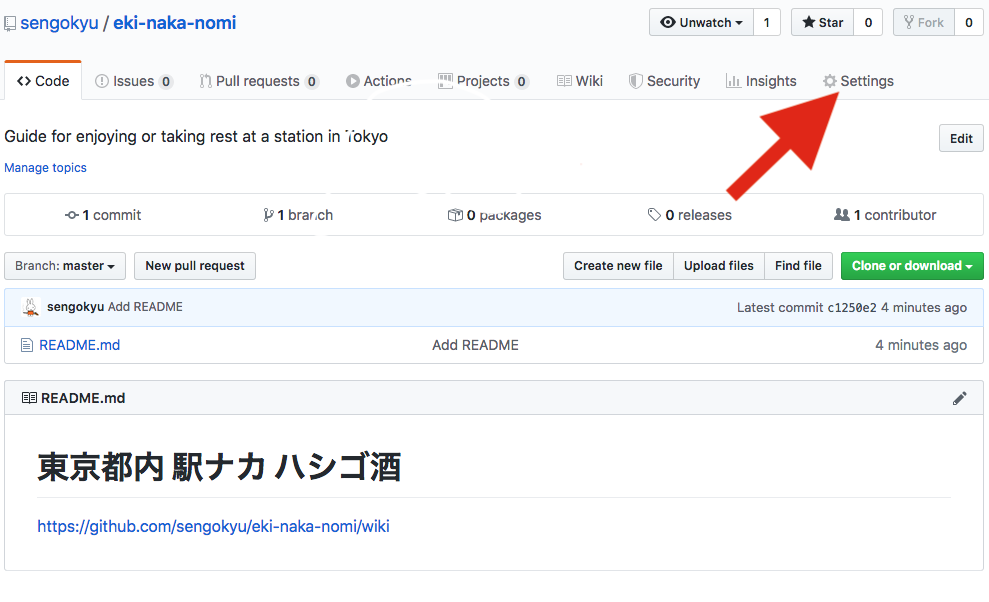 sengokyu / eki-naka-nomi Unwatch 1 Star 0 Fork 0
Code Issues 0 Pull requests 0 Actions Projects 0 Wiki Security Insights Settings
Guide for enjoying or taking rest at a station in Tokyo Edit
Manage topics
1 commit 1 branch 0 packages 0 releases 1 contributor
Branch: master New pull request Create new file Upload files Find file Clone or download
sengokyu Add README Latest commit c1250e2 4 minutes ago
README.md Add README 4 minutes ago
README.md
東京都内 駅ナカ ハシゴ酒
https://github.com/sengokyu/eki-naka-nomi/wiki